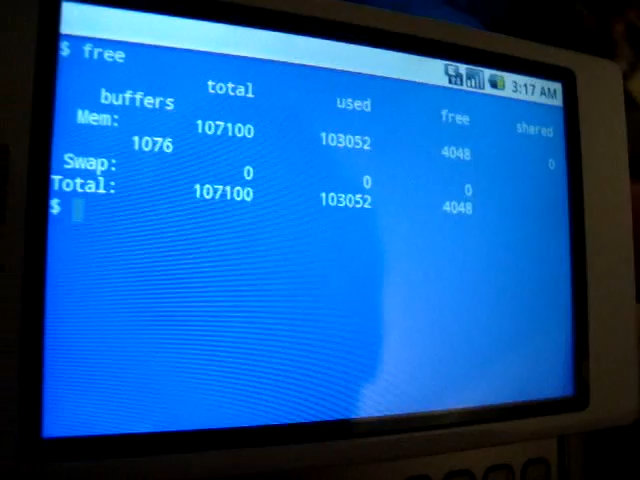 3:17 AM
$ free
total used free shared
buffers
Mem: 107100 103052 4048 0
1076
Swap: 0 0 0
Total: 107100 103052 4048
$